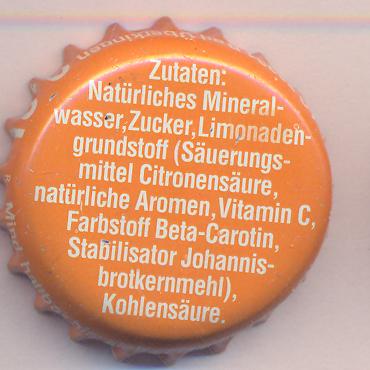 Zutaten:
Natürliches Mineral-
wasser,Zucker,Limonaden-
grundstoff (Säuerungs-
mittel Citronensäure,
natürliche Aromen,Vitamin C,
Farbstoff Beta-Carotin,
Stabilisator Johannis-
brotkernmehl),
Kohlensäure.
Überkingen